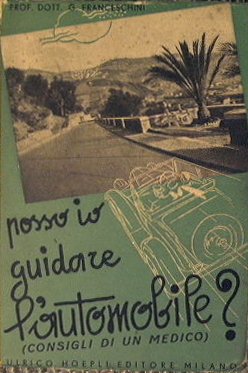 PROF. DOTT. G. FRANCESCHINI
posso io
guidare
l'automobile?
(CONSIGLI DI UN MEDICO)
ULRICO HOEPLI EDITORE MILANO